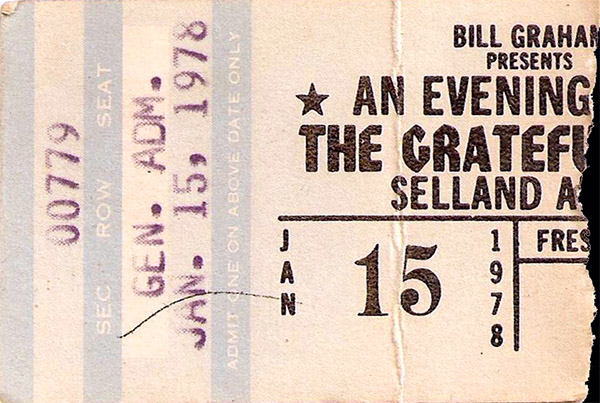 00779
SEC ROW SEAT
GEN. ADM.
JAN. 15, 1978
ADMIT ONE ON ABOVE DATE ONLY
BILL GRAHAM
PRESENTS
★ AN EVENING
THE GRATEFU
SELLAND A
JAN 15 1978
FRES